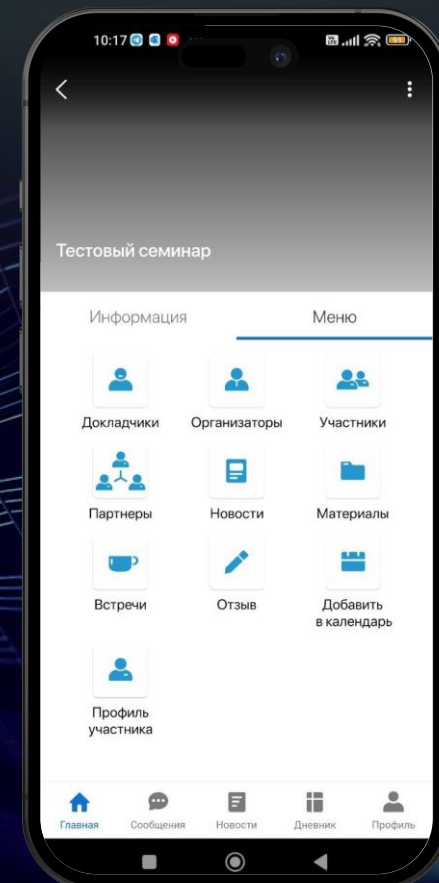 10:17
Тестовый семинар
Информация Меню
Докладчики Организаторы Участники
Партнеры Новости Материалы
Встречи Отзыв Добавить
в календарь
Профиль
участника
Главная Сообщения Новости Дневник Профиль